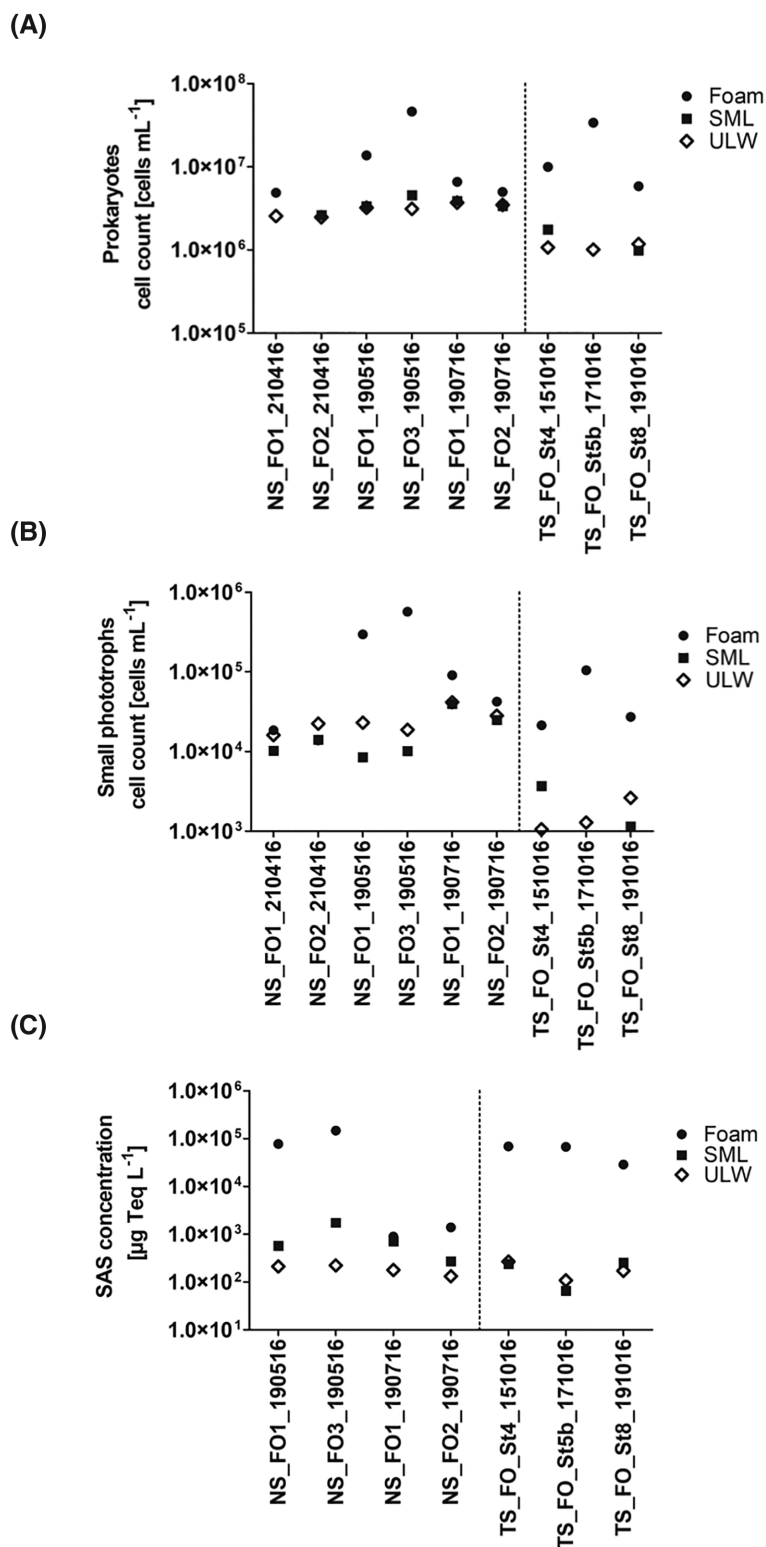 (A)
Prokaryotes
cell count [cells mL⁻¹]
1.0×10⁸
1.0×10⁷
1.0×10⁶
1.0×10⁵
Foam
SML
ULW
NS_FO1_210416
NS_FO2_210416
NS_FO1_190516
NS_FO3_190516
NS_FO1_190716
NS_FO2_190716
TS_FO_St4_151016
TS_FO_St5b_171016
TS_FO_St8_191016
(B)
Small phototrophs
cell count [cells mL⁻¹]
1.0×10⁶
1.0×10⁵
1.0×10⁴
1.0×10³
Foam
SML
ULW
NS_FO1_210416
NS_FO2_210416
NS_FO1_190516
NS_FO3_190516
NS_FO1_190716
NS_FO2_190716
TS_FO_St4_151016
TS_FO_St5b_171016
TS_FO_St8_191016
(C)
SAS concentration
[µg Teq L⁻¹]
1.0×10⁶
1.0×10⁵
1.0×10⁴
1.0×10³
1.0×10²
1.0×10¹
Foam
SML
ULW
NS_FO1_190516
NS_FO3_190516
NS_FO1_190716
NS_FO2_190716
TS_FO_St4_151016
TS_FO_St5b_171016
TS_FO_St8_191016